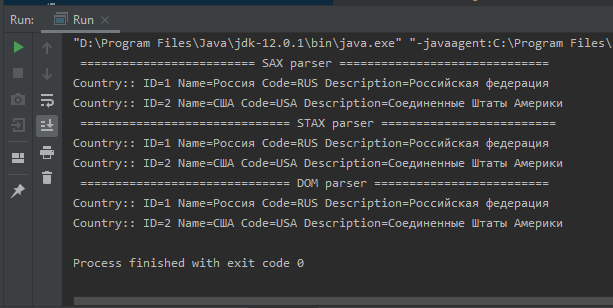 Run: Run
"D:\Program Files\Java\jdk-12.0.1\bin\java.exe" "-javaagent:C:\Program Files\
========================= SAX parser ==============================
Country:: ID=1 Name=Россия Code=RUS Description=Российская федерация
Country:: ID=2 Name=США Code=USA Description=Соединенные Штаты Америки
============================== STAX parser =========================
Country:: ID=1 Name=Россия Code=RUS Description=Российская федерация
Country:: ID=2 Name=США Code=USA Description=Соединенные Штаты Америки
============================== DOM parser =========================
Country:: ID=1 Name=Россия Code=RUS Description=Российская федерация
Country:: ID=2 Name=США Code=USA Description=Соединенные Штаты Америки
Process finished with exit code 0